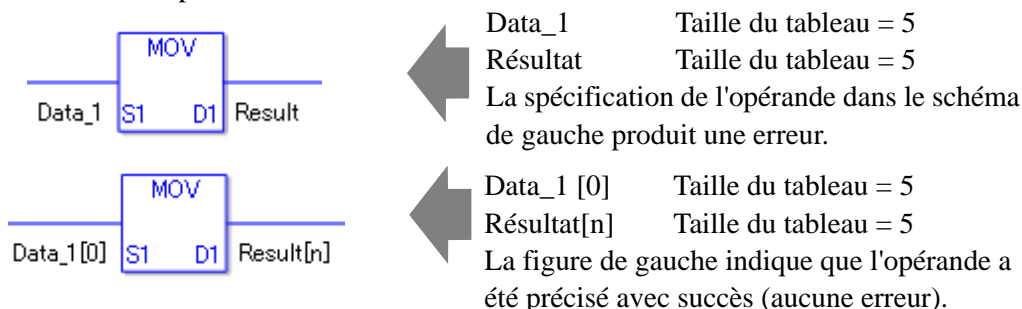 MOV
Data_1 S1 D1 Result
Data_1 Taille du tableau = 5
Résultat Taille du tableau = 5
La spécification de l'opérande dans le schéma
de gauche produit une erreur.
MOV
Data_1[0] S1 D1 Result[n]
Data_1 [0] Taille du tableau = 5
Résultat[n] Taille du tableau = 5
La figure de gauche indique que l'opérande a
été précisé avec succès (aucune erreur).